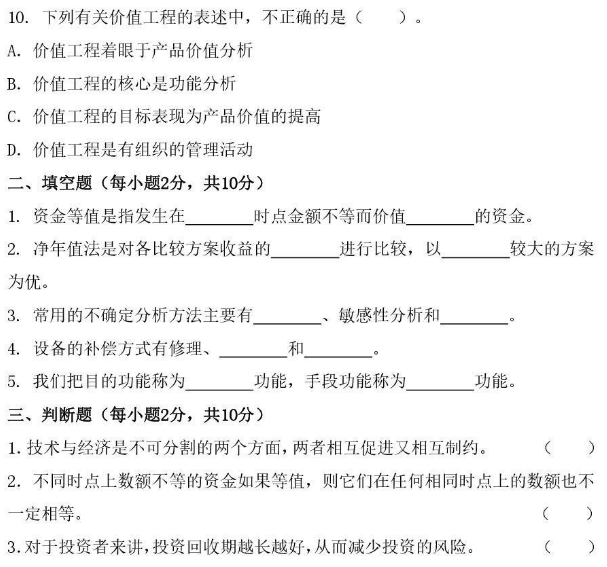 10. 下列有关价值工程的表述中，不正确的是（　　）。
A. 价值工程着眼于产品价值分析
B. 价值工程的核心是功能分析
C. 价值工程的目标表现为产品价值的提高
D. 价值工程是有组织的管理活动
二、填空题（每小题2分，共10分）
1. 资金等值是指发生在________时点金额不等而价值________的资金。
2. 净年值法是对各比较方案收益的________进行比较，以________较大的方案
为优。
3. 常用的不确定分析方法主要有________、敏感性分析和________。
4. 设备的补偿方式有修理、________和________。
5. 我们把目的功能称为________功能，手段功能称为________功能。
三、判断题（每小题2分，共10分）
1.技术与经济是不可分割的两个方面，两者相互促进又相互制约。（　　）
2. 不同时点上数额不等的资金如果等值，则它们在任何相同时点上的数额也不
一定相等。（　　）
3.对于投资者来讲，投资回收期越长越好，从而减少投资的风险。（　　）